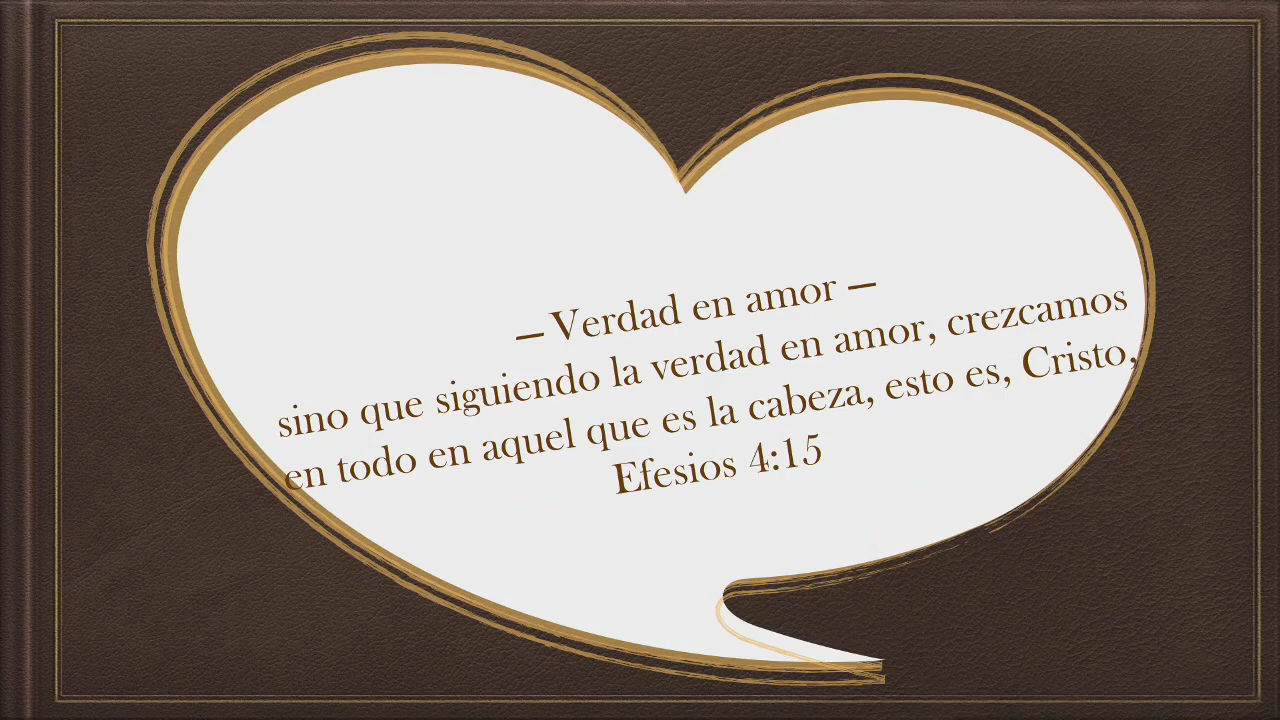 — Verdad en amor —
sino que siguiendo la verdad en amor, crezcamos
en todo en aquel que es la cabeza, esto es, Cristo,
Efesios 4:15